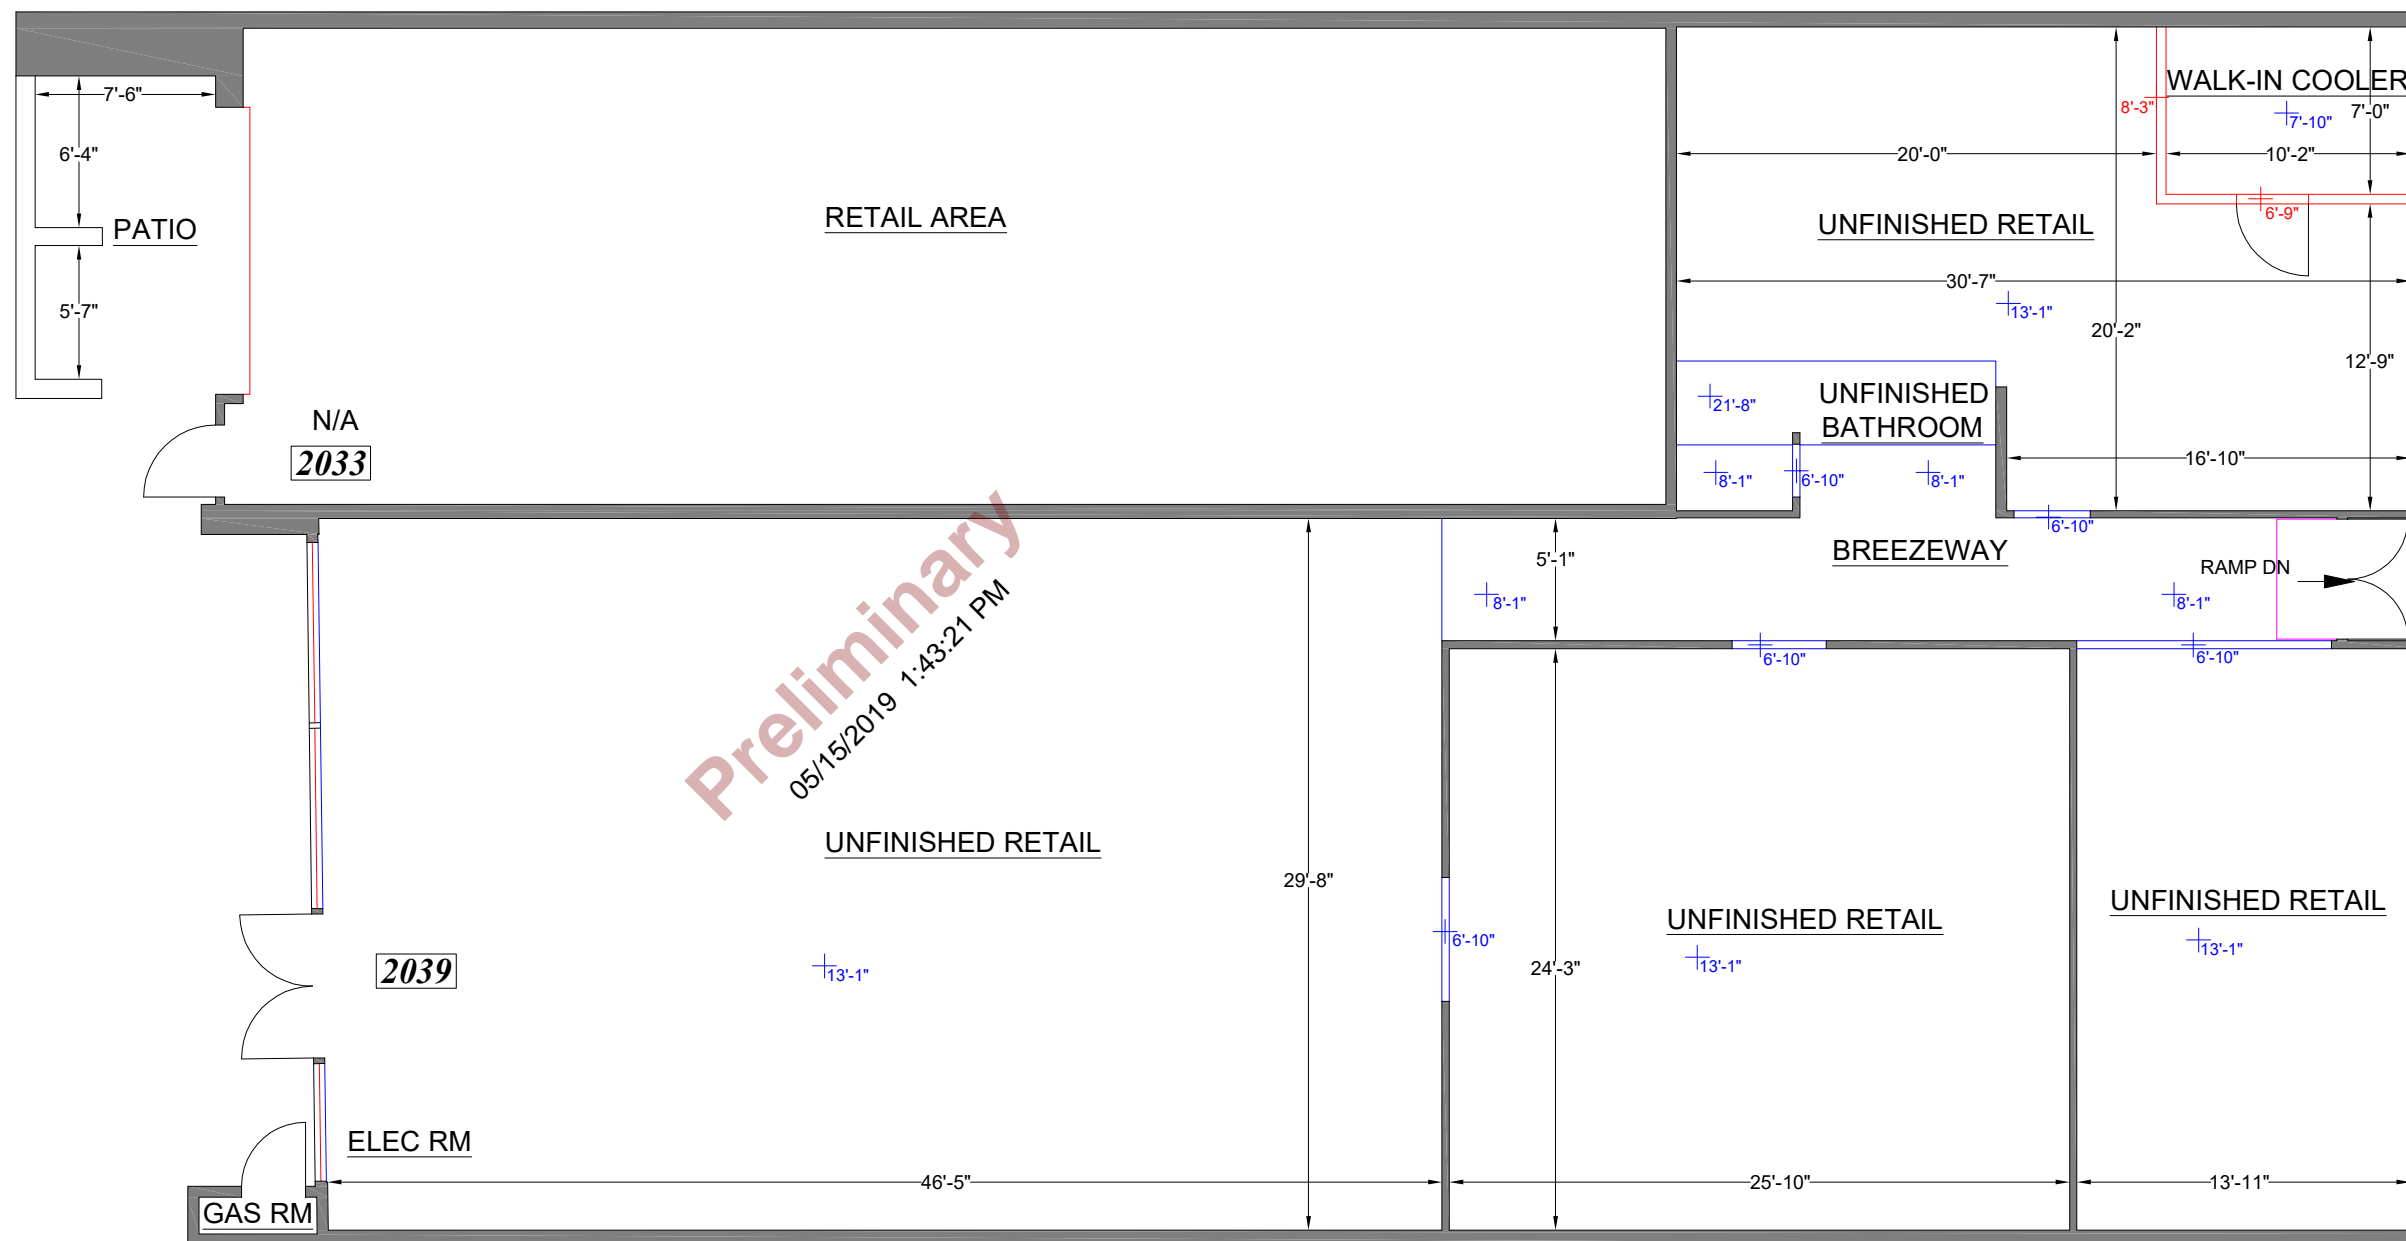 7'-6"
6'-4"
PATIO
5'-7"
RETAIL AREA
N/A
2033
WALK-IN COOLER
8'-3"
7'-10"
7'-0"
20'-0"
10'-2"
6'-9"
UNFINISHED RETAIL
30'-7"
13'-1"
20'-2"
12'-9"
21'-8"
UNFINISHED
BATHROOM
8'-1"
6'-10"
8'-1"
16'-10"
6'-10"
5'-1"
BREEZEWAY
RAMP DN
8'-1"
8'-1"
6'-10"
6'-10"
Preliminary
05/15/2019 1:43:21 PM
UNFINISHED RETAIL
29'-8"
2039
13'-1"
6'-10"
24'-3"
UNFINISHED RETAIL
13'-1"
UNFINISHED RETAIL
13'-1"
ELEC RM
46'-5"
25'-10"
13'-11"
GAS RM